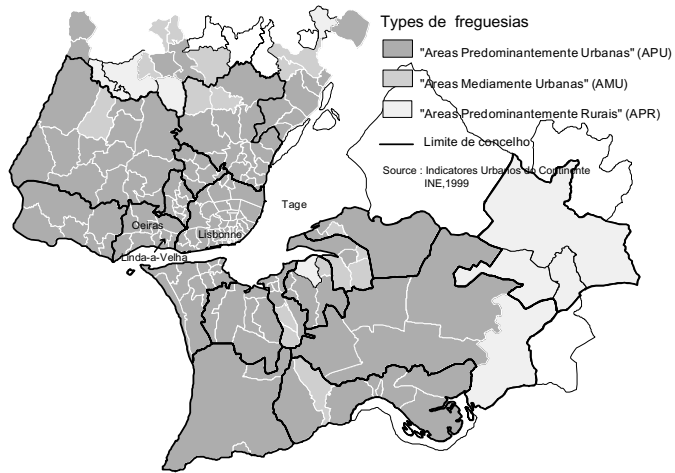 Types de freguesias
"Areas Predominantemente Urbanas" (APU)
"Areas Mediamente Urbanas" (AMU)
"Areas Predominantemente Rurais" (APR)
Limite de concelho
Source : Indicatores Urbanos do Continente
INE,1999
Tage
Oeiras
Lisbonne
Linda-a-Velha